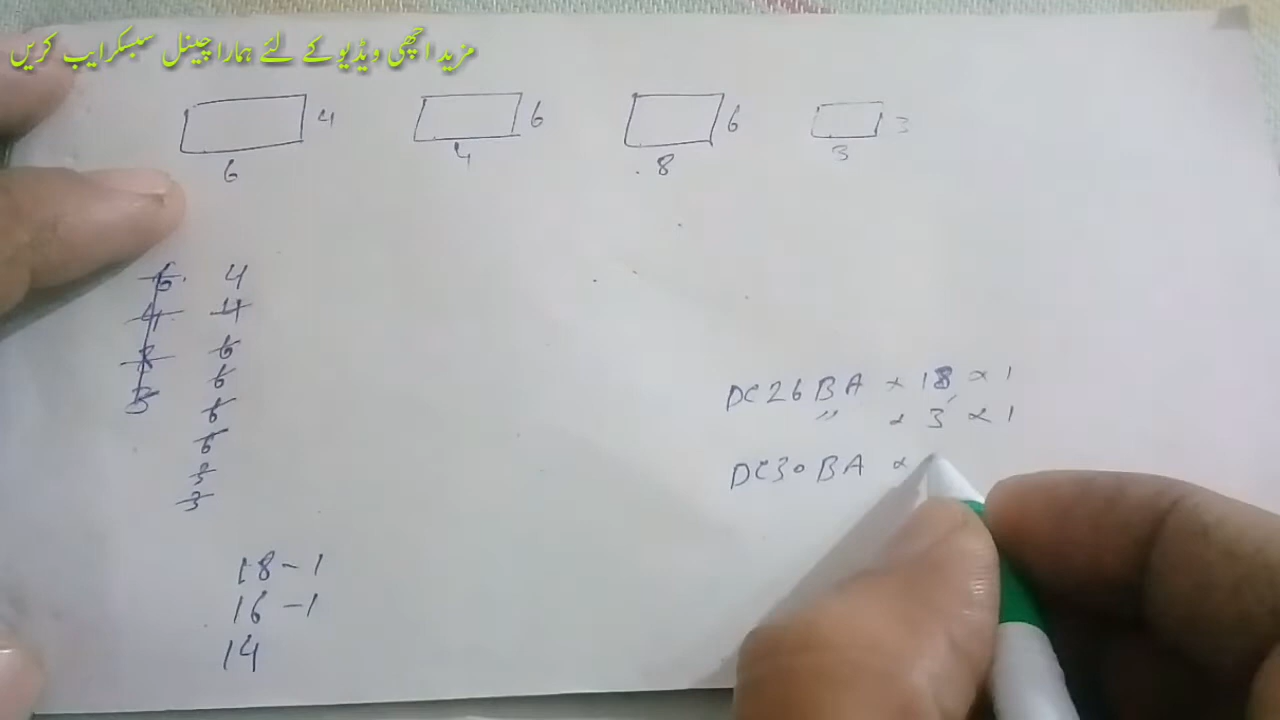 مزید اچھی ویڈیو کے لئے ہمارا چینل سبسکرایب کریں
4 6 6 3
6 4 8 3
6 4
4 4
8 6
3 6
6
6
3
3
18 - 1
16 - 1
14
DC26BA × 18 × 1
" × 3 × 1
DC30BA ×